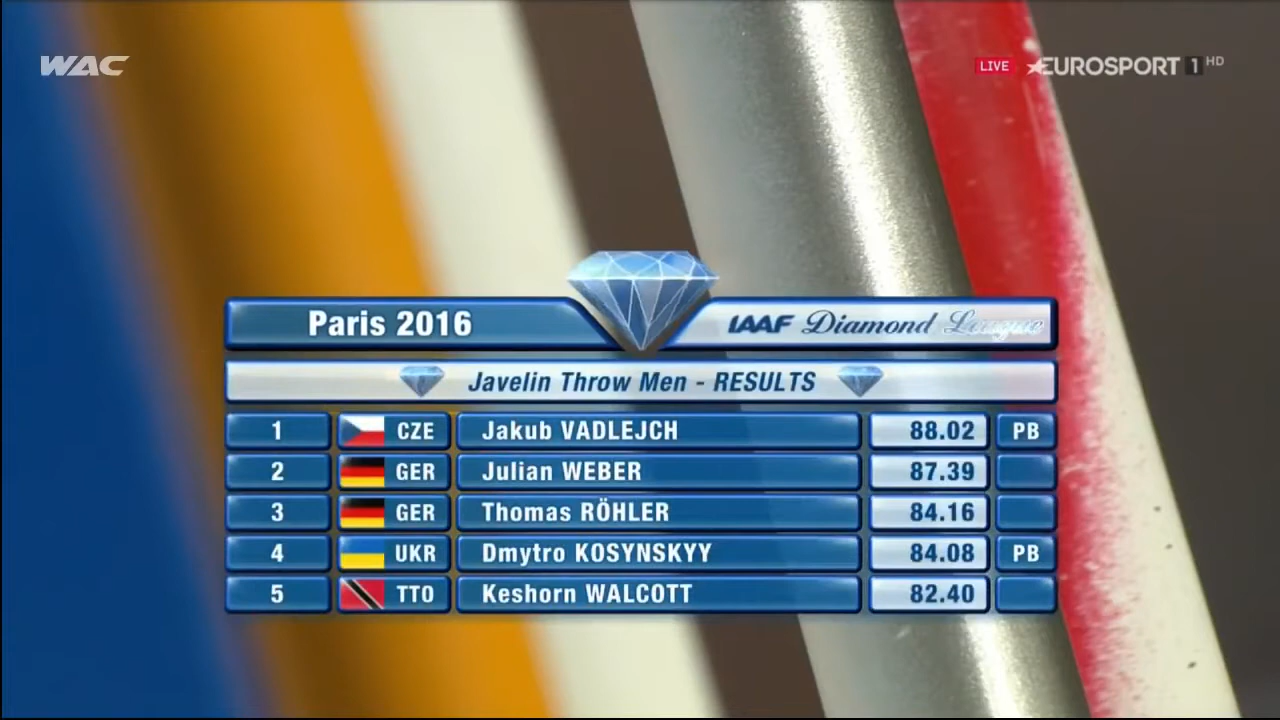 WAC
LIVE EUROSPORT 1 HD
Paris 2016
IAAF Diamond League
Javelin Throw Men - RESULTS
1 CZE Jakub VADLEJCH 88.02 PB
2 GER Julian WEBER 87.39
3 GER Thomas RÖHLER 84.16
4 UKR Dmytro KOSYNSKYY 84.08 PB
5 TTO Keshorn WALCOTT 82.40